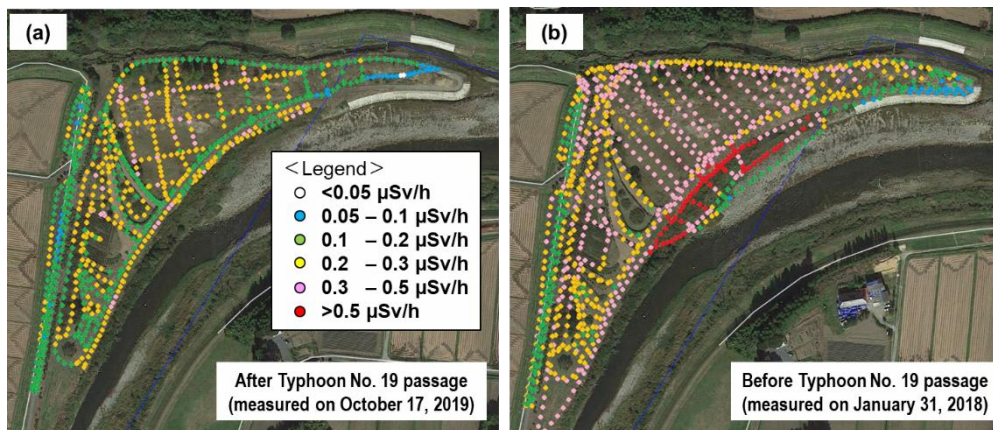 (a)
<Legend>
<0.05 μSv/h
0.05 – 0.1 μSv/h
0.1 – 0.2 μSv/h
0.2 – 0.3 μSv/h
0.3 – 0.5 μSv/h
>0.5 μSv/h
After Typhoon No. 19 passage
(measured on October 17, 2019)
(b)
Before Typhoon No. 19 passage
(measured on January 31, 2018)